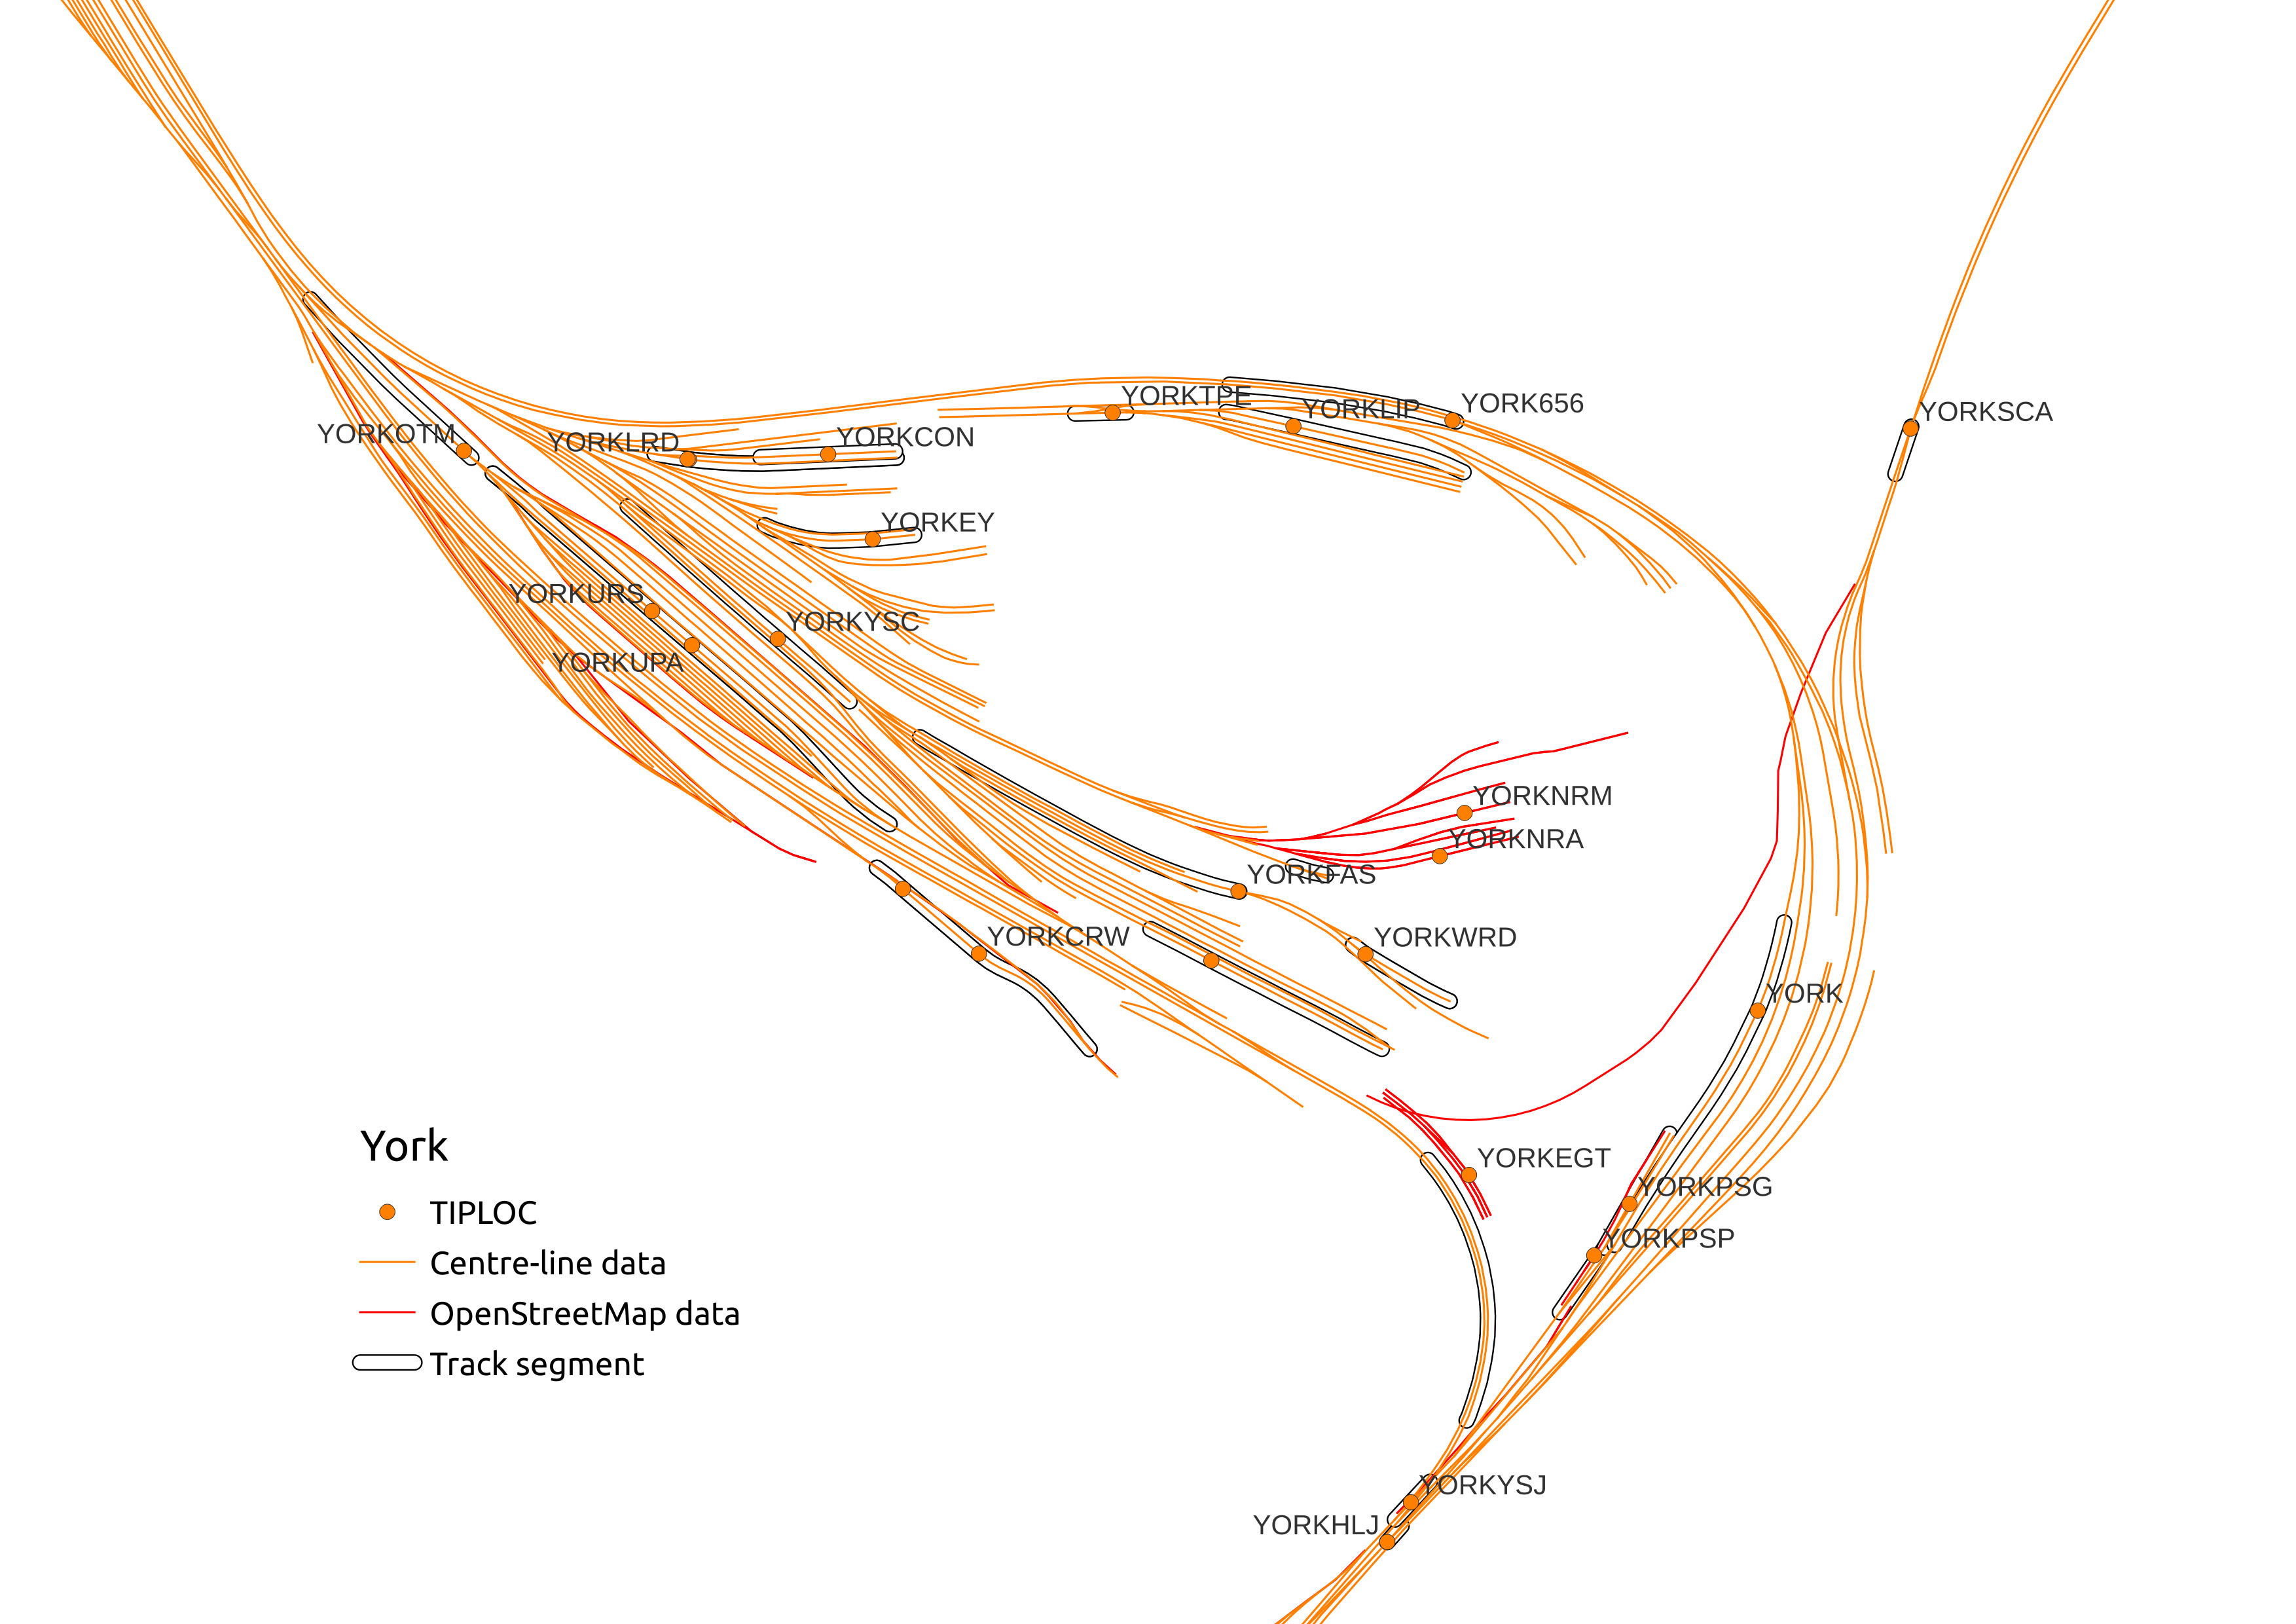 YORKTPE
YORK656
YORKLIP
YORKSCA
YORKOTM
YORKLRD
YORKCON
YORKEY
YORKURS
YORKYSC
YORKUPA
YORKNRM
YORKNRA
YORKFAS
YORKCRW
YORKWRD
YORK
York
YORKEGT
YORKPSG
TIPLOC
YORKPSP
Centre-line data
OpenStreetMap data
Track segment
YORKYSJ
YORKHLJ